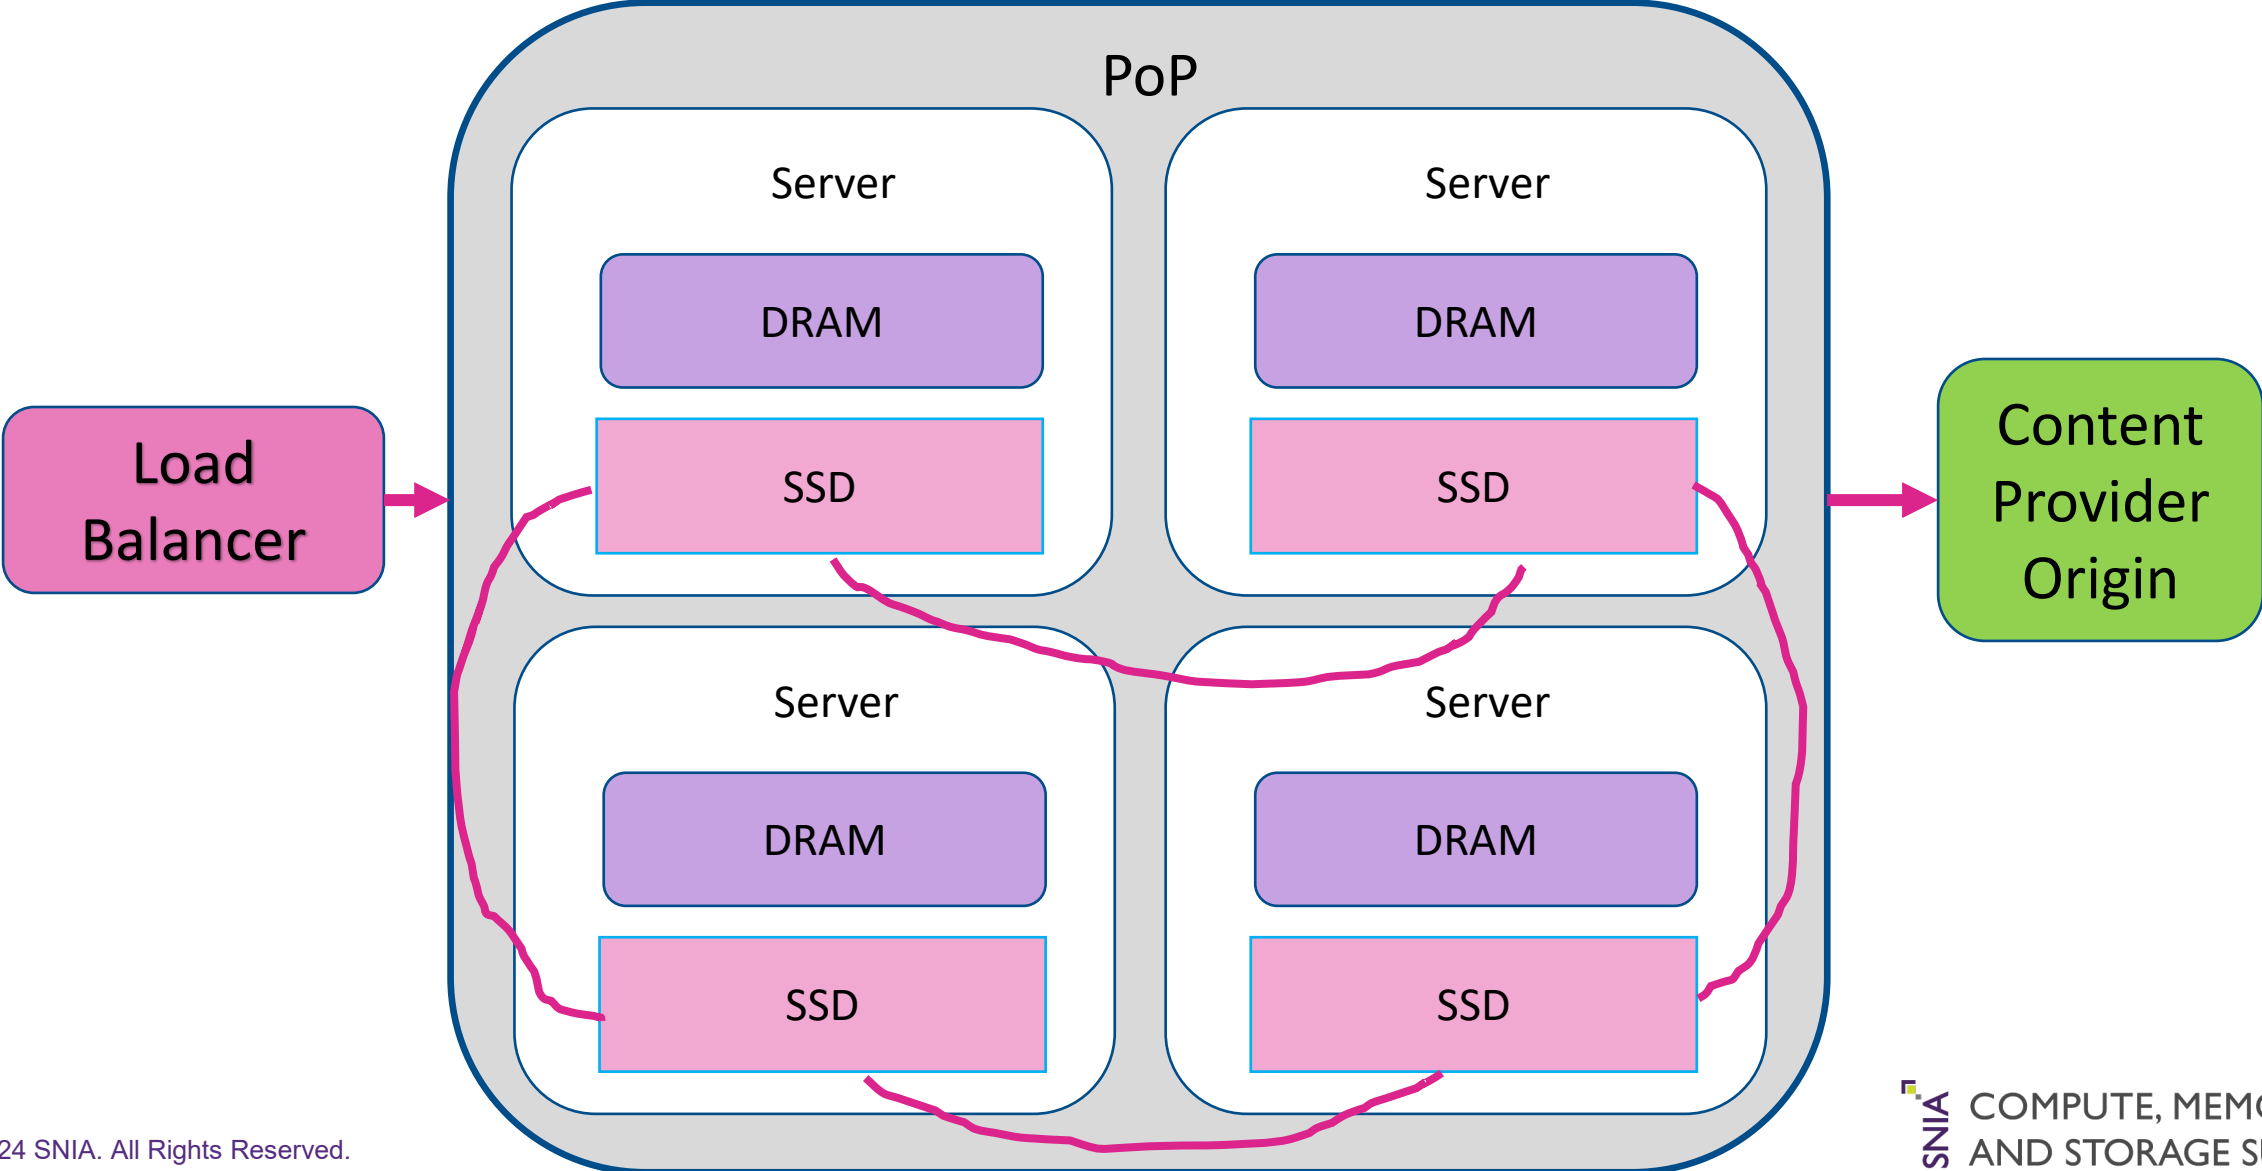 PoP
Server
Server
DRAM
DRAM
SSD
SSD
Load
Balancer
Content
Provider
Origin
Server
Server
DRAM
DRAM
SSD
SSD
24 SNIA. All Rights Reserved.
SNIA
COMPUTE, MEMO
AND STORAGE